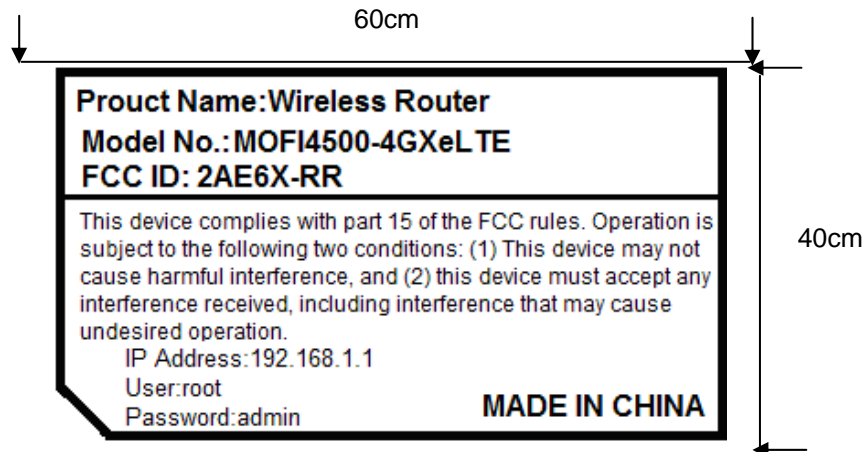 60cm
Prouct Name:Wireless Router
Model No.:MOFI4500-4GXeLTE
FCC ID: 2AE6X-RR
This device complies with part 15 of the FCC rules. Operation is
subject to the following two conditions: (1) This device may not
cause harmful interference, and (2) this device must accept any
interference received, including interference that may cause
undesired operation.
IP Address:192.168.1.1
User:root
Password:admin
MADE IN CHINA
40cm